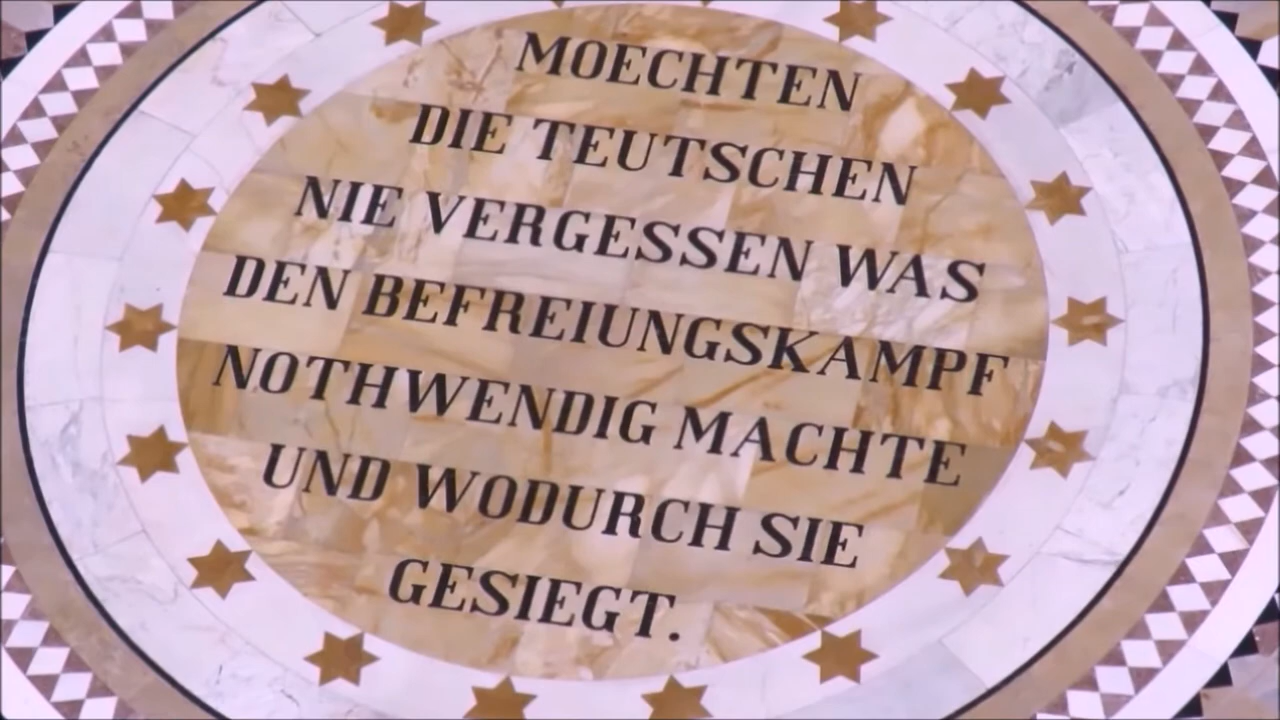 MOECHTEN
DIE TEUTSCHEN
NIE VERGESSEN WAS
DEN BEFREIUNGSKAMPF
NOTHWENDIG MACHTE
UND WODURCH SIE
GESIEGT.